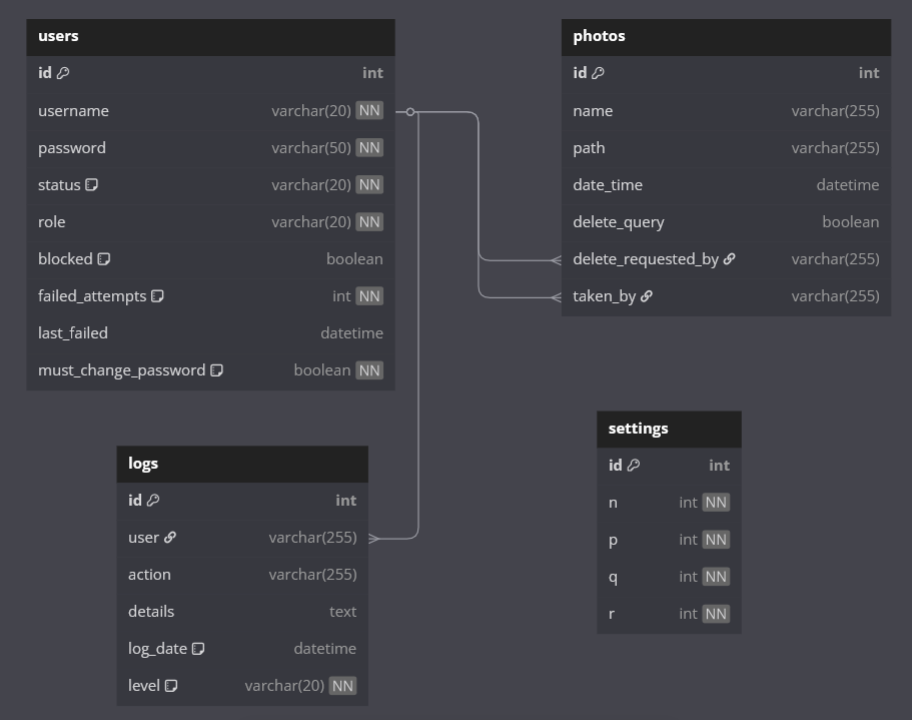 users
id int
username varchar(20) NN
password varchar(50) NN
status varchar(20) NN
role varchar(20) NN
blocked boolean
failed_attempts int NN
last_failed datetime
must_change_password boolean NN
photos
id int
name varchar(255)
path varchar(255)
date_time datetime
delete_query boolean
delete_requested_by varchar(255)
taken_by varchar(255)
logs
id int
user varchar(255)
action varchar(255)
details text
log_date datetime
level varchar(20) NN
settings
id int
n int NN
p int NN
q int NN
r int NN